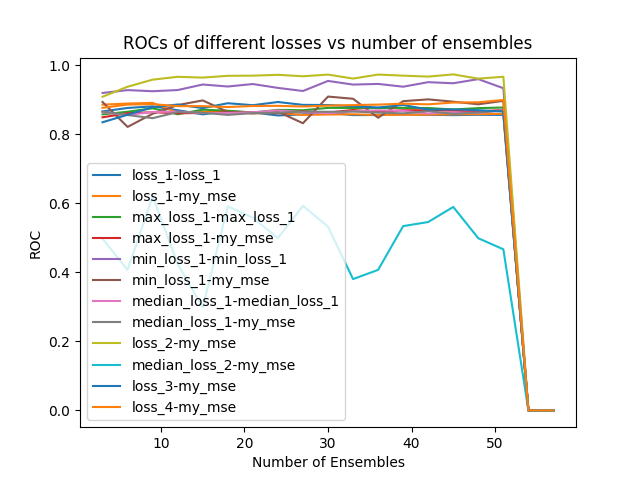 ROCs of different losses vs number of ensembles
1.0
0.8
0.6
0.4
0.2
0.0
ROC
loss_1-loss_1
loss_1-my_mse
max_loss_1-max_loss_1
max_loss_1-my_mse
min_loss_1-min_loss_1
min_loss_1-my_mse
median_loss_1-median_loss_1
median_loss_1-my_mse
loss_2-my_mse
median_loss_2-my_mse
loss_3-my_mse
loss_4-my_mse
10 20 30 40 50
Number of Ensembles